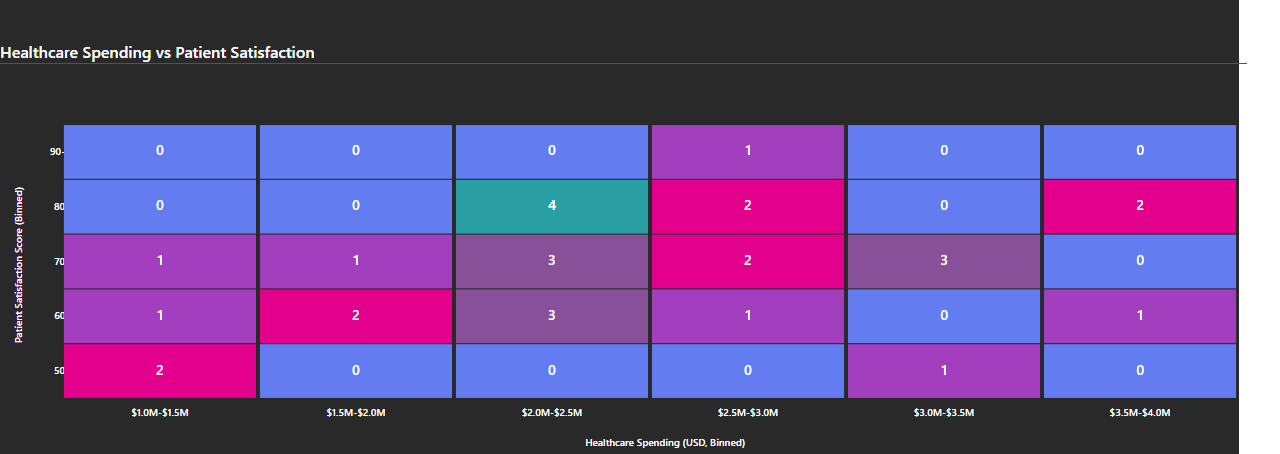 Healthcare Spending vs Patient Satisfaction
Patient Satisfaction Score (Binned)
90- 0 0 0 1 0 0
80 0 0 4 2 0 2
70 1 1 3 2 3 0
60 1 2 3 1 0 1
50 2 0 0 0 1 0
$1.0M-$1.5M $1.5M-$2.0M $2.0M-$2.5M $2.5M-$3.0M $3.0M-$3.5M $3.5M-$4.0M
Healthcare Spending (USD, Binned)